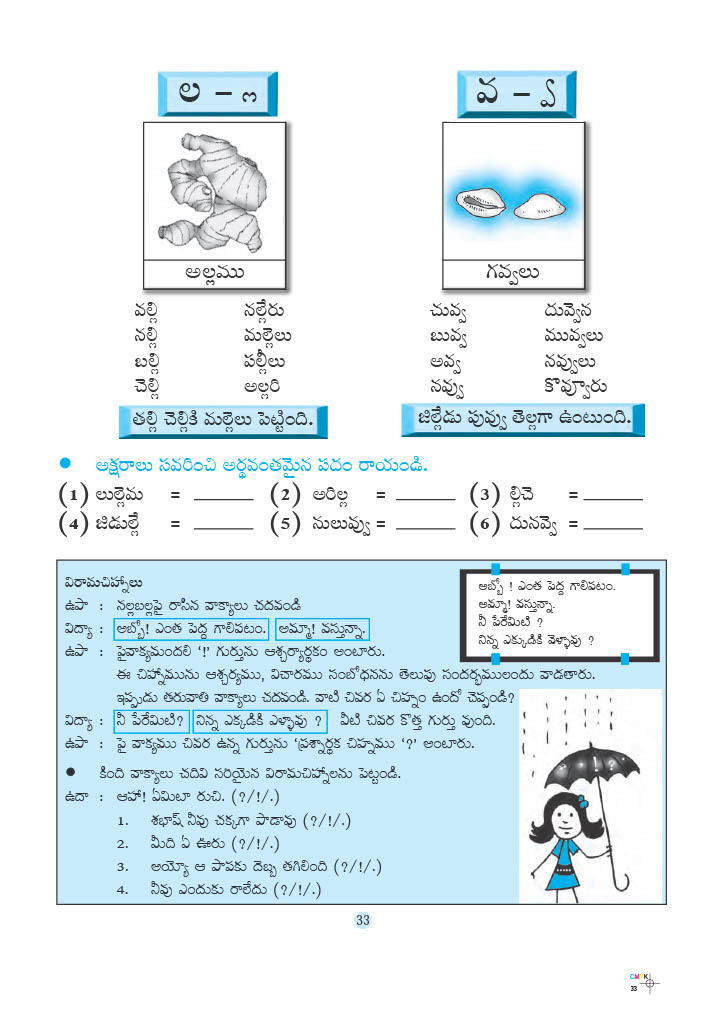 ల – ్ల
వ – ్వ
అల్లము
గవ్వలు
వల్లి నల్లేరు
నల్లి మల్లెలు
బల్లి పల్లీలు
చెల్లి అల్లరి
తల్లి చెల్లికి మల్లెలు పెట్టింది.
చువ్వ దువ్వెన
బువ్వ మువ్వలు
అవ్వ నవ్వులు
నవ్వు కొవ్వూరు
జిల్లేడు పువ్వు తెల్లగా ఉంటుంది.
● అక్షరాలు సవరించి అర్థవంతమైన పదం రాయండి.
(1) లుల్లెమ = ______ (2) అరిల్ల = ______ (3) ల్లిచె = ______
(4) జిడుల్లే = ______ (5) నులువ్వు = ______ (6) దునవ్వె = ______
విరామచిహ్నాలు
ఉపా : నల్లబల్లపై రాసిన వాక్యాలు చదవండి
విద్యా : అబ్బో! ఎంత పెద్ద గాలిపటం. అమ్మా! వస్తున్నా.
ఉపా : పైవాక్యమందలి ‘!’ గుర్తును ఆశ్చర్యార్థకం అంటారు.
ఈ చిహ్నమును ఆశ్చర్యము, విచారము సంబోధనను తెలుపు సందర్భములందు వాడతారు.
ఇప్పుడు తరువాతి వాక్యాలు చదవండి. వాటి చివర ఏ చిహ్నం ఉందో చెప్పండి?
విద్యా : నీ పేరేమిటి? నిన్న ఎక్కడికి ఎళ్ళావు ? వీటి చివర కొత్త గుర్తు వుంది.
ఉపా : పై వాక్యము చివర ఉన్న గుర్తును ‘ప్రశ్నార్థక చిహ్నము ‘?’ అంటారు.
అబ్బో ! ఎంత పెద్ద గాలిపటం.
అమ్మా! వస్తున్నా.
నీ పేరేమిటి ?
నిన్న ఎక్కుడికి వెళ్ళావు ?
● కింది వాక్యాలు చదివి సరియైన విరామచిహ్నాలను పెట్టండి.
ఉదా : ఆహా! ఏమిటా రుచి. (?/!/.)
1. శభాష్ నీవు చక్కగా పాడావు (?/!/.)
2. మీది ఏ ఊరు (?/!/.)
3. అయ్యో ఆ పాపకు దెబ్బ తగిలింది (?/!/.)
4. నీవు ఎందుకు రాలేదు (?/!/.)
! ?
33
CMYK
33